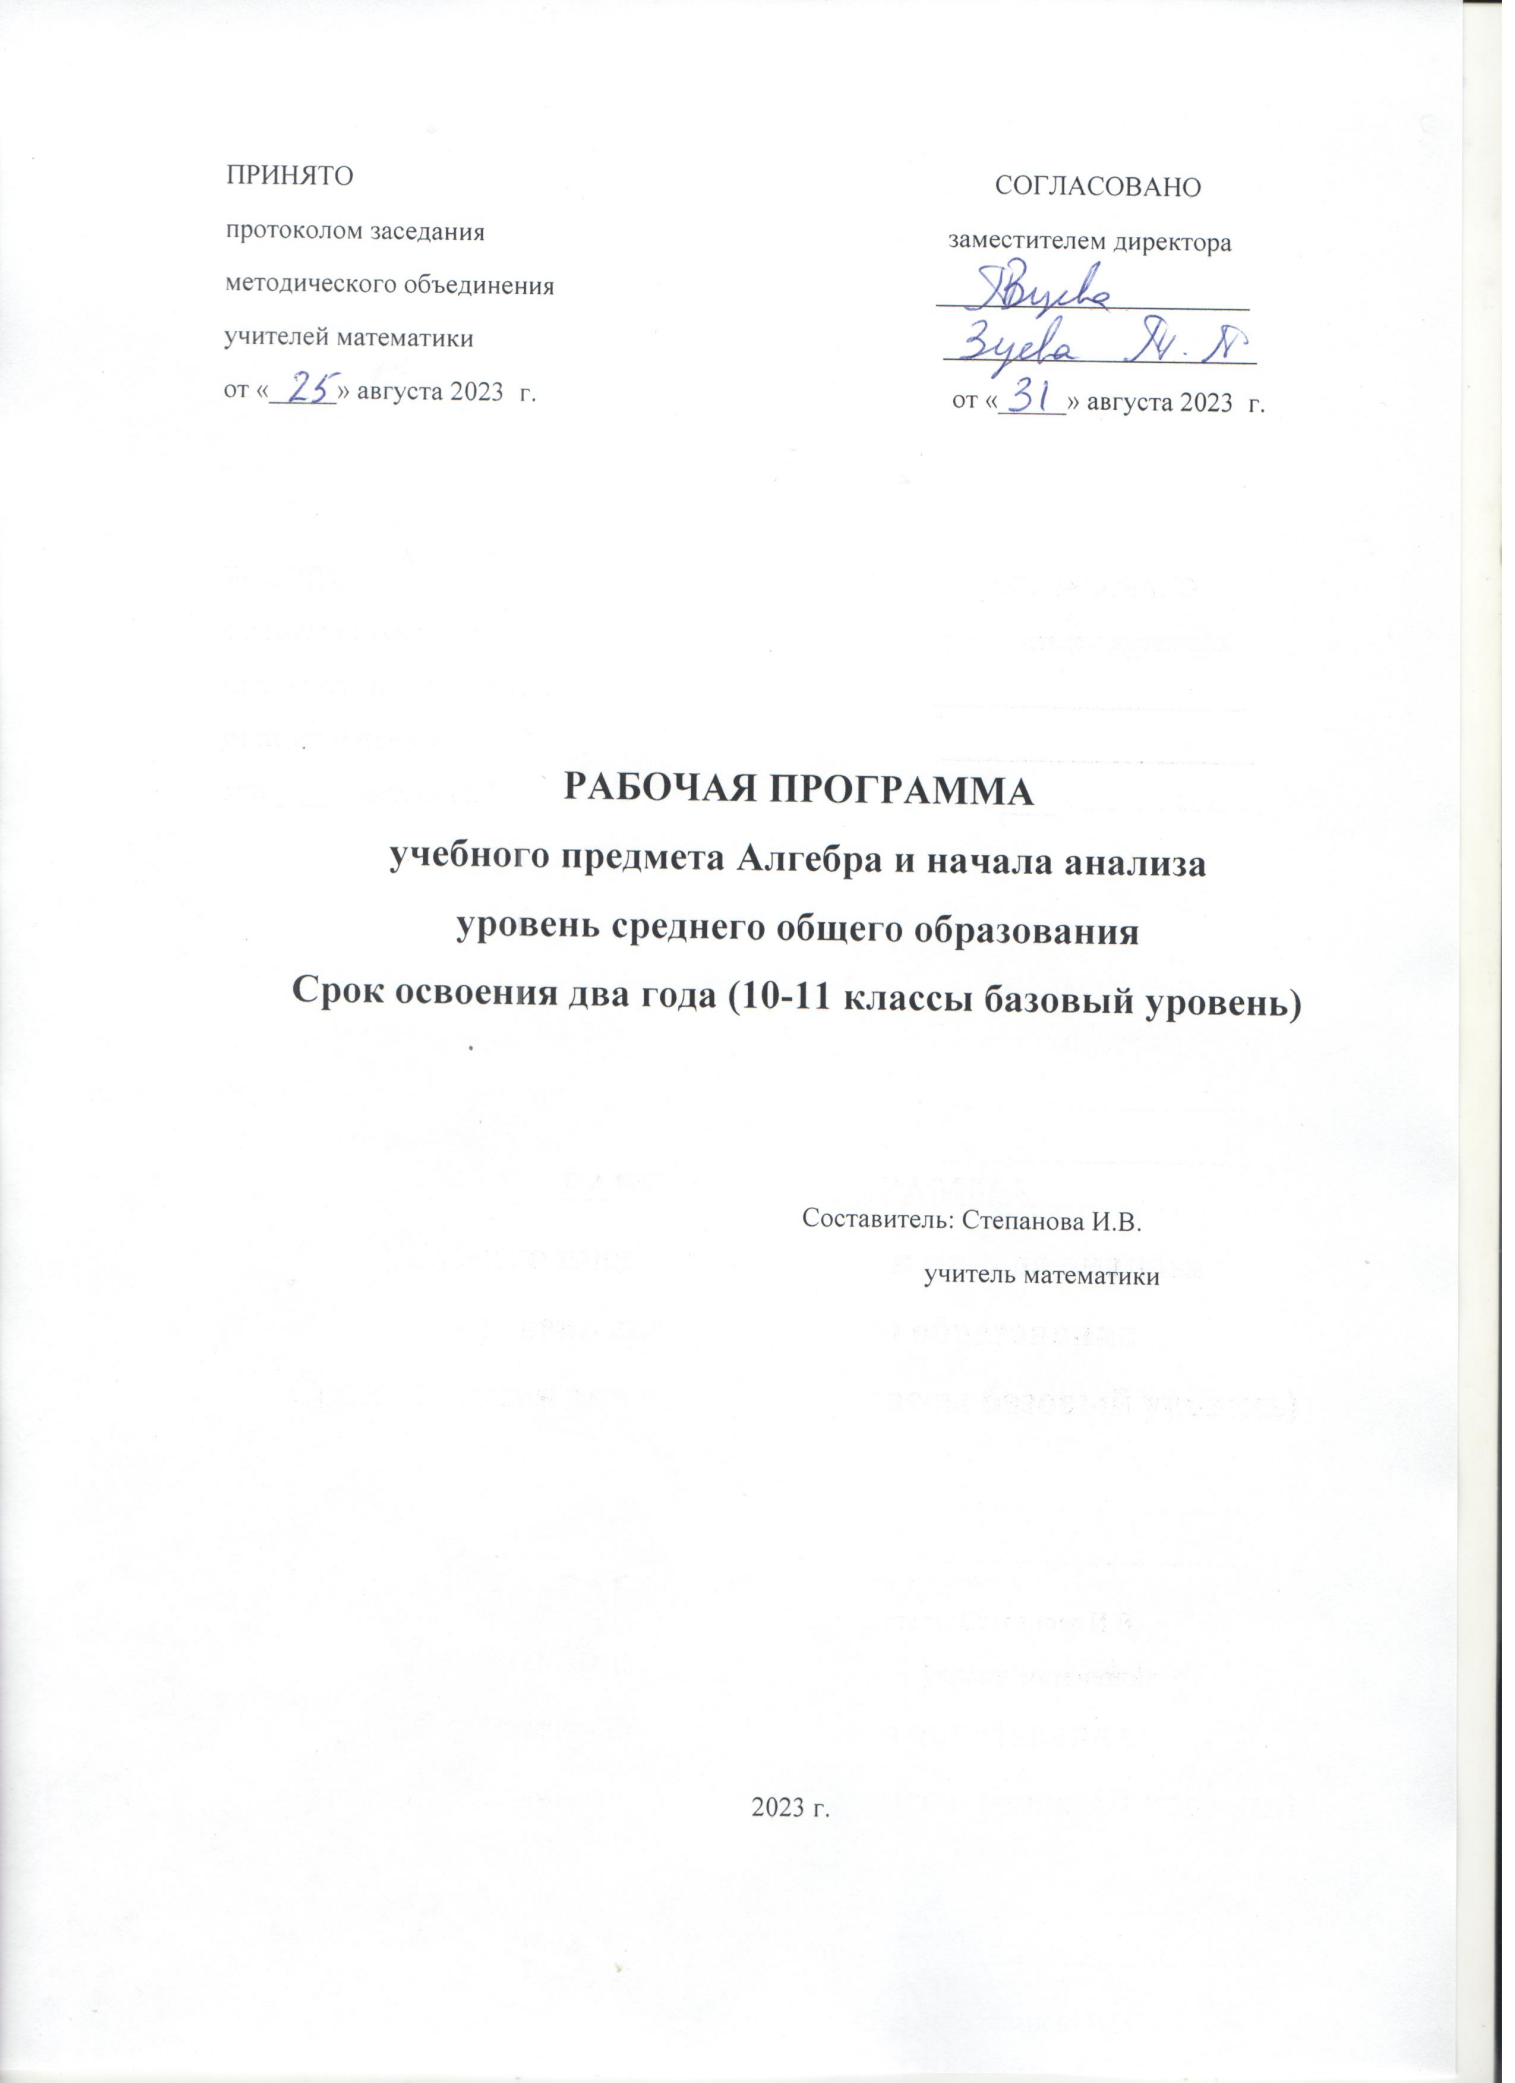 ПРИНЯТО
протоколом заседания
методического объединения
учителей математики
от «25» августа 2023 г.
СОГЛАСОВАНО
заместителем директора
Зуева
от «31» августа 2023 г.
РАБОЧАЯ ПРОГРАММА
учебного предмета Алгебра и начала анализа
уровень среднего общего образования
Срок освоения два года (10-11 классы базовый уровень)
Составитель: Степанова И.В.
учитель математики
2023 г.